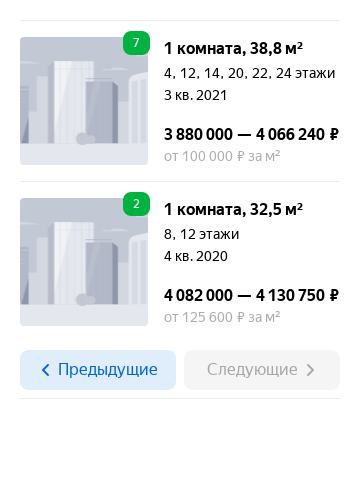 7
1 комната, 38,8 м²
4, 12, 14, 20, 22, 24 этажи
3 кв. 2021
3 880 000 — 4 066 240 ₽
от 100 000 ₽ за м²
2
1 комната, 32,5 м²
8, 12 этажи
4 кв. 2020
4 082 000 — 4 130 750 ₽
от 125 600 ₽ за м²
Предыдущие
Следующие